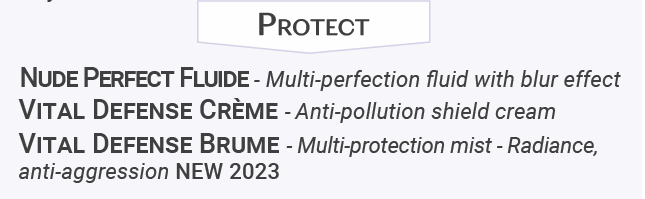 PROTECT
NUDE PERFECT FLUIDE - Multi-perfection fluid with blur effect
VITAL DEFENSE CRÈME - Anti-pollution shield cream
VITAL DEFENSE BRUME - Multi-protection mist - Radiance,
anti-aggression NEW 2023